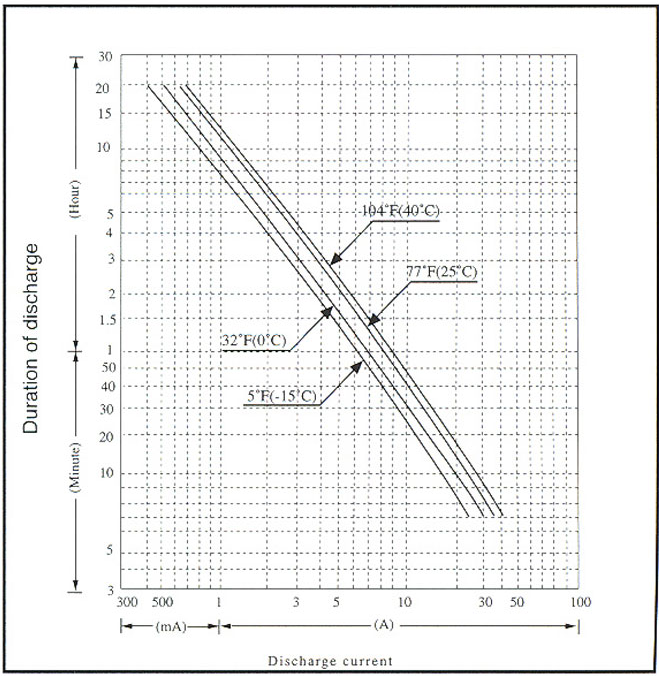 30
20
15
10
5
4
3
2
1.5
1
50
40
30
20
10
5
3
(Hour)
(Minute)
Duration of discharge
104°F(40°C)
77°F(25°C)
32°F(0°C)
5°F(-15°C)
300 500 1 3 5 10 30 50 100
(mA) (A)
Discharge current